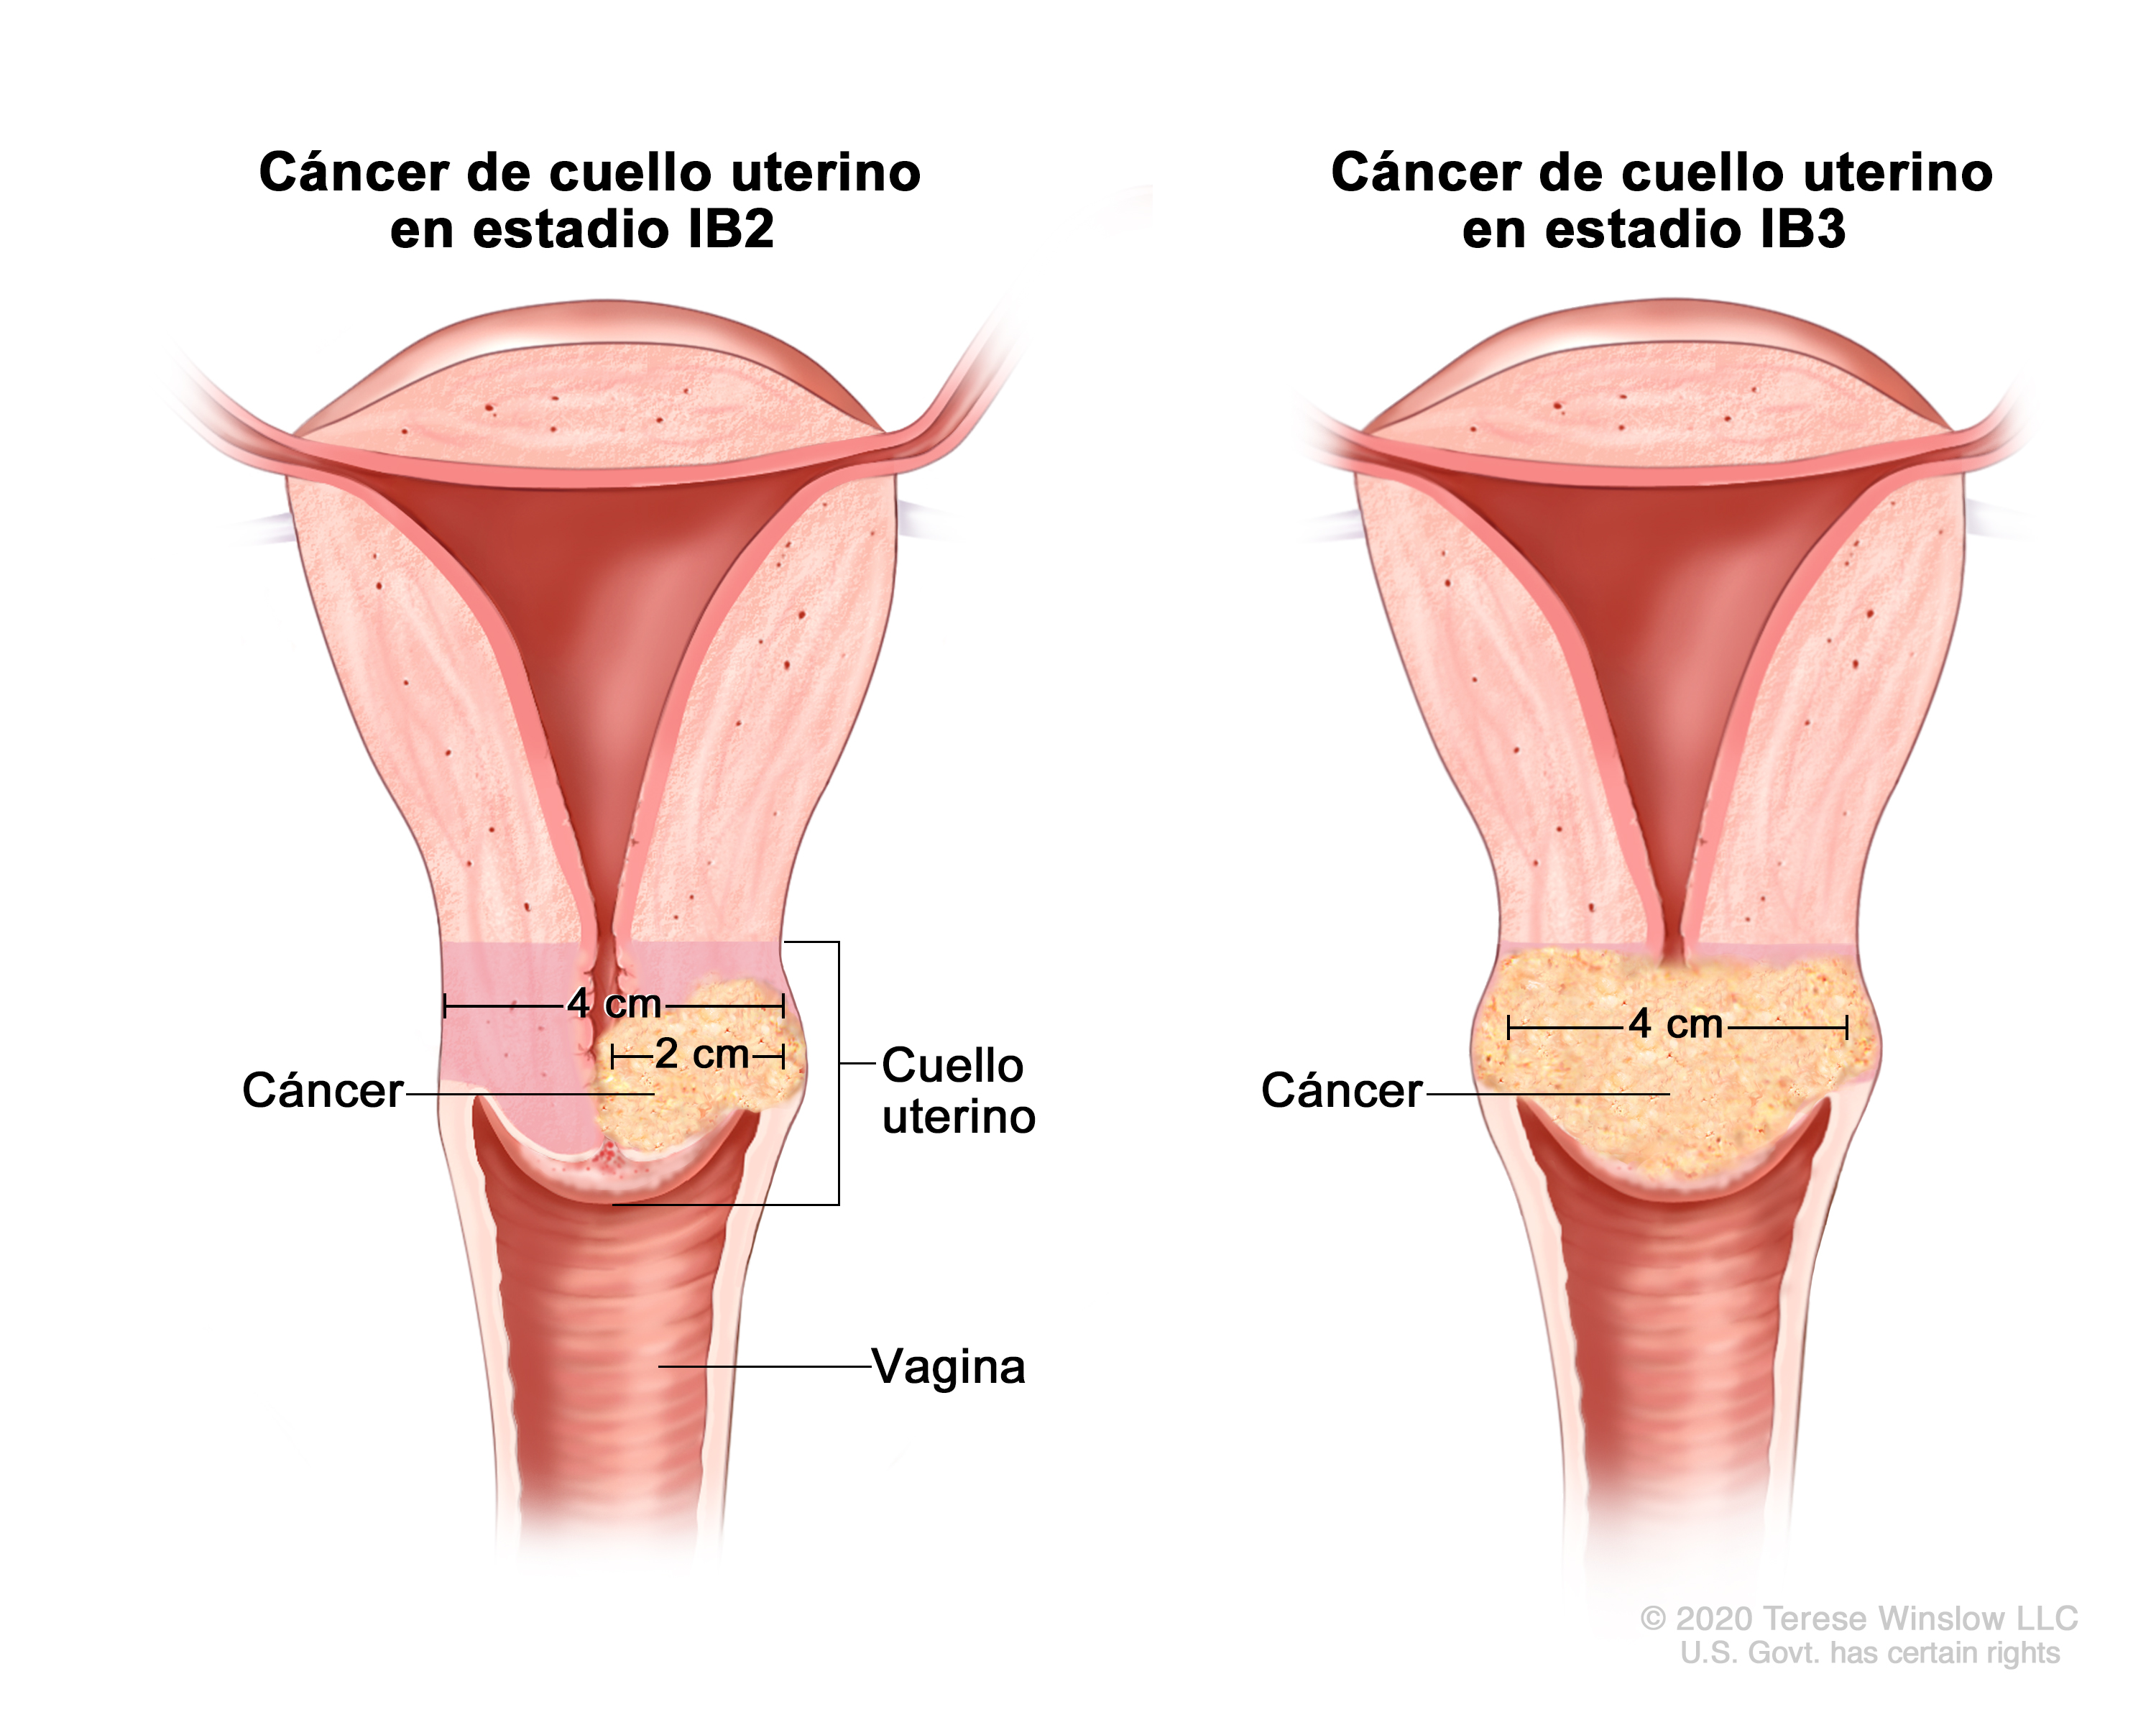 Cáncer de cuello uterino
en estadio IB2
4 cm
2 cm
Cáncer
Cuello
uterino
Vagina
Cáncer de cuello uterino
en estadio IB3
4 cm
Cáncer
© 2020 Terese Winslow LLC
U.S. Govt. has certain rights